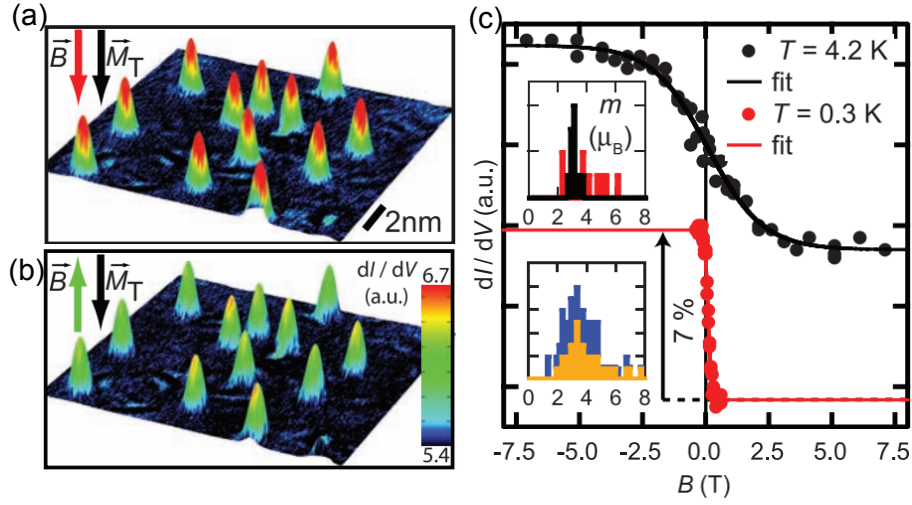 (a)
B M_T
2nm
(b)
B M_T
dI / dV
(a.u.)
6.7
5.4
(c)
dI / dV (a.u.)
T = 4.2 K
fit
T = 0.3 K
fit
m
(μ_B)
0 2 4 6 8
7 %
0 2 4 6 8
-7.5 -5.0 -2.5 0.0 2.5 5.0 7.5
B (T)